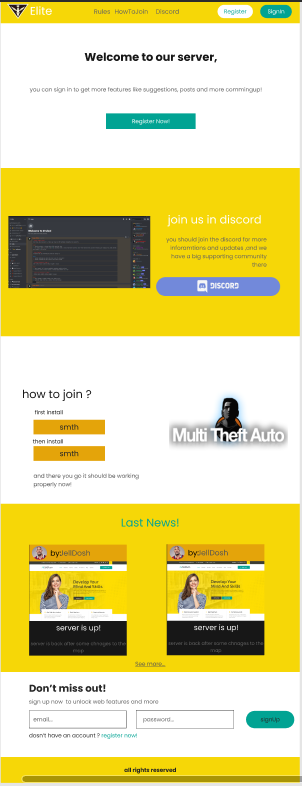 Elite Rules HowToJoin Discord Register SignIn
Welcome to our server,
you can sign in to get more features like suggestions, posts and more commingup!
Register Now!
join us in discord
you should join the discord for more
inforamtions and updates ,and we
have a big supporting community
there
DISCORD
how to join ?
first install
smth
then install
smth
and there you go it should be working
properly now!
Multi Theft Auto
Last News!
by:JellDosh
Develop Your
Mind And Skills
server is up!
server is back after some chnages to the
map
by:JellDosh
Develop Your
Mind And Skills
server is up!
server is back after some chnages to the
map
See more...
Don't miss out!
sign up now to unlock web features and more
email... password... signUp
dosn't have an account ? register now!
all rights reserved